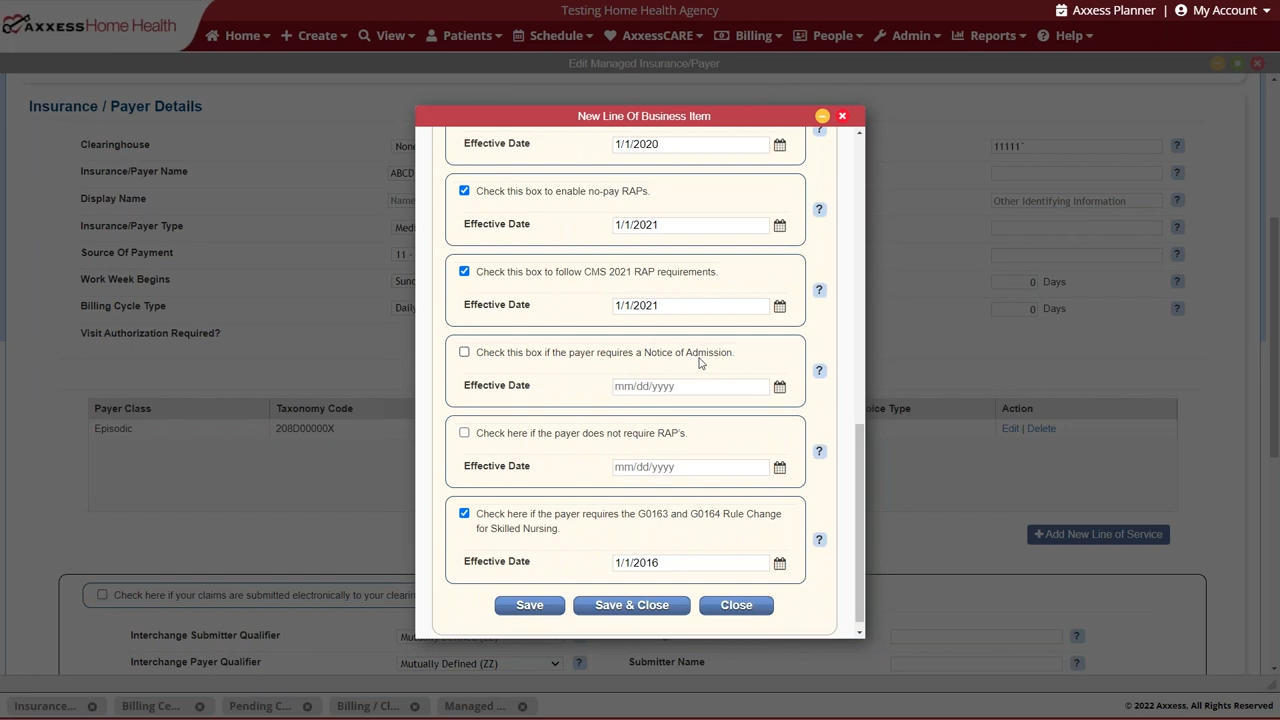 Testing Home Health Agency
Axxess Planner | My Account
AXXESS Home Health
Home Create View Patients Schedule AxxessCARE Billing People Admin Reports Help
Edit Managed Insurance/Payer
Insurance / Payer Details
New Line Of Business Item
Clearinghouse
Insurance/Payer Name
Display Name
Insurance/Payer Type
Source Of Payment
11 -
Work Week Begins
Billing Cycle Type
Visit Authorization Required?
11111`
?
?
Other Identifying Information ?
?
?
0 Days ?
0 Days ?
Effective Date 1/1/2020
?
Check this box to enable no-pay RAPs.
Effective Date 1/1/2021
?
Check this box to follow CMS 2021 RAP requirements.
Effective Date 1/1/2021
?
Check this box if the payer requires a Notice of Admission.
Effective Date mm/dd/yyyy
?
Check here if the payer does not require RAP's.
Effective Date mm/dd/yyyy
?
Check here if the payer requires the G0163 and G0164 Rule Change
for Skilled Nursing.
Effective Date 1/1/2016
?
Save Save & Close Close
Payer Class Taxonomy Code Action
Episodic 208D00000X Edit | Delete
+Add New Line of Service
Check here if your claims are submitted electronically to your
Interchange Submitter Qualifier ?
Interchange Payer Qualifier Mutually Defined (ZZ) ? Submitter Name ?
Insurance... Billing Ce... Pending C... Billing / Cl... Managed ...
© 2022 Axxess, All Rights Reserved